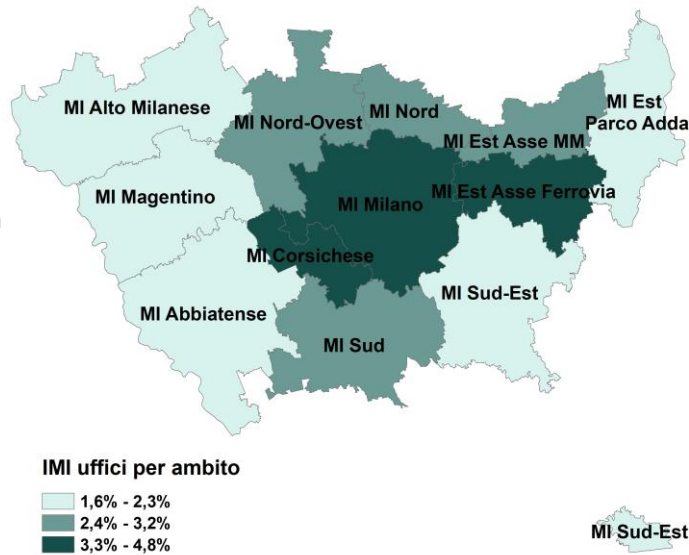 MI Alto Milanese
MI Nord-Ovest
MI Nord
MI Est
Parco Adda
MI Est Asse MM
MI Magentino
MI Milano
MI Est Asse Ferrovia
MI Corsichese
MI Abbiatense
MI Sud-Est
MI Sud
IMI uffici per ambito
1,6% - 2,3%
2,4% - 3,2%
3,3% - 4,8%
MI Sud-Est